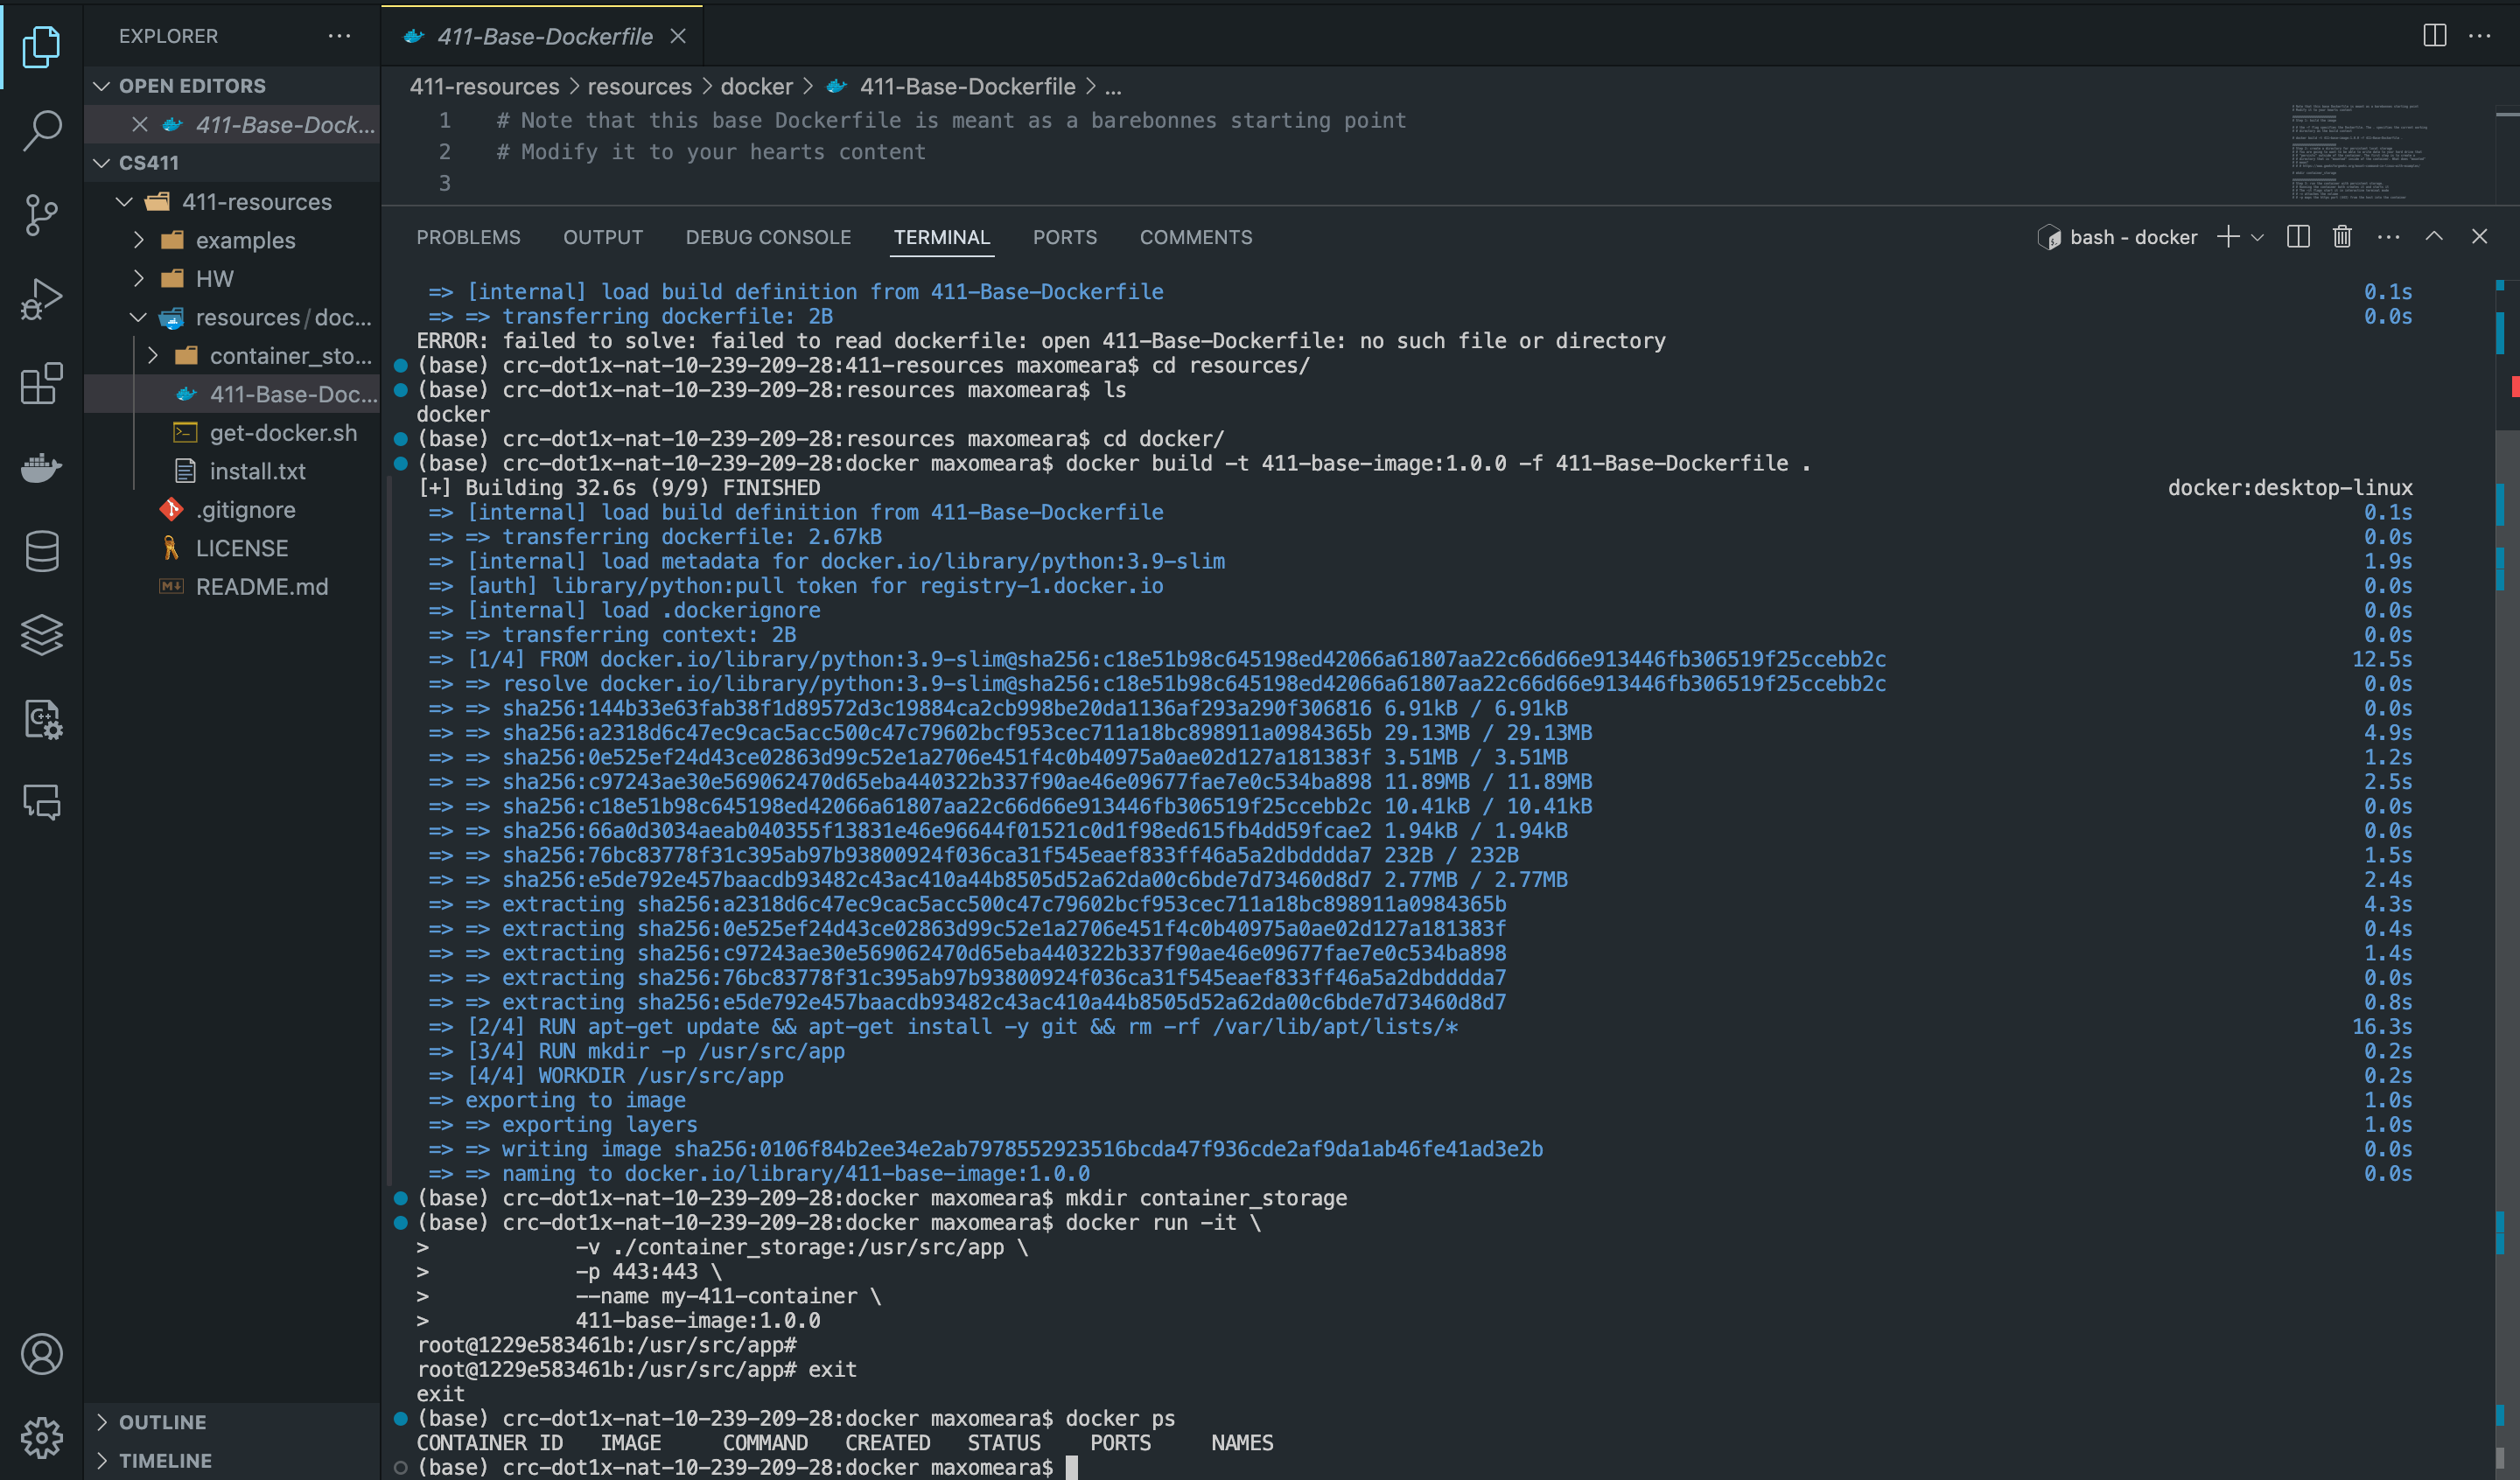 EXPLORER
OPEN EDITORS
411-Base-Dock...
CS411
411-resources
examples
HW
resources/doc...
container_sto...
411-Base-Doc...
get-docker.sh
install.txt
.gitignore
LICENSE
README.md
OUTLINE
TIMELINE
411-Base-Dockerfile
411-resources > resources > docker > 411-Base-Dockerfile > ...
1 # Note that this base Dockerfile is meant as a barebonnes starting point
2 # Modify it to your hearts content
3
PROBLEMS OUTPUT DEBUG CONSOLE TERMINAL PORTS COMMENTS
bash - docker
=> [internal] load build definition from 411-Base-Dockerfile 0.1s
=> => transferring dockerfile: 2B 0.0s
ERROR: failed to solve: failed to read dockerfile: open 411-Base-Dockerfile: no such file or directory
(base) crc-dot1x-nat-10-239-209-28:411-resources maxomeara$ cd resources/
(base) crc-dot1x-nat-10-239-209-28:resources maxomeara$ ls
docker
(base) crc-dot1x-nat-10-239-209-28:resources maxomeara$ cd docker/
(base) crc-dot1x-nat-10-239-209-28:docker maxomeara$ docker build -t 411-base-image:1.0.0 -f 411-Base-Dockerfile .
[+] Building 32.6s (9/9) FINISHED docker:desktop-linux
=> [internal] load build definition from 411-Base-Dockerfile 0.1s
=> => transferring dockerfile: 2.67kB 0.0s
=> [internal] load metadata for docker.io/library/python:3.9-slim 1.9s
=> [auth] library/python:pull token for registry-1.docker.io 0.0s
=> [internal] load .dockerignore 0.0s
=> => transferring context: 2B 0.0s
=> [1/4] FROM docker.io/library/python:3.9-slim@sha256:c18e51b98c645198ed42066a61807aa22c66d66e913446fb306519f25ccebb2c 12.5s
=> => resolve docker.io/library/python:3.9-slim@sha256:c18e51b98c645198ed42066a61807aa22c66d66e913446fb306519f25ccebb2c 0.0s
=> => sha256:144b33e63fab38f1d89572d3c19884ca2cb998be20da1136af293a290f306816 6.91kB / 6.91kB 0.0s
=> => sha256:a2318d6c47ec9cac5acc500c47c79602bcf953cec711a18bc898911a0984365b 29.13MB / 29.13MB 4.9s
=> => sha256:0e525ef24d43ce02863d99c52e1a2706e451f4c0b40975a0ae02d127a181383f 3.51MB / 3.51MB 1.2s
=> => sha256:c97243ae30e569062470d65eba440322b337f90ae46e09677fae7e0c534ba898 11.89MB / 11.89MB 2.5s
=> => sha256:c18e51b98c645198ed42066a61807aa22c66d66e913446fb306519f25ccebb2c 10.41kB / 10.41kB 0.0s
=> => sha256:66a0d3034aeab040355f13831e46e96644f01521c0d1f98ed615fb4dd59fcae2 1.94kB / 1.94kB 0.0s
=> => sha256:76bc83778f31c395ab97b93800924f036ca31f545eaef833ff46a5a2dbdddda7 232B / 232B 1.5s
=> => sha256:e5de792e457baacdb93482c43ac410a44b8505d52a62da00c6bde7d73460d8d7 2.77MB / 2.77MB 2.4s
=> => extracting sha256:a2318d6c47ec9cac5acc500c47c79602bcf953cec711a18bc898911a0984365b 4.3s
=> => extracting sha256:0e525ef24d43ce02863d99c52e1a2706e451f4c0b40975a0ae02d127a181383f 0.4s
=> => extracting sha256:c97243ae30e569062470d65eba440322b337f90ae46e09677fae7e0c534ba898 1.4s
=> => extracting sha256:76bc83778f31c395ab97b93800924f036ca31f545eaef833ff46a5a2dbdddda7 0.0s
=> => extracting sha256:e5de792e457baacdb93482c43ac410a44b8505d52a62da00c6bde7d73460d8d7 0.8s
=> [2/4] RUN apt-get update && apt-get install -y git && rm -rf /var/lib/apt/lists/* 16.3s
=> [3/4] RUN mkdir -p /usr/src/app 0.2s
=> [4/4] WORKDIR /usr/src/app 0.2s
=> exporting to image 1.0s
=> => exporting layers 1.0s
=> => writing image sha256:0106f84b2ee34e2ab7978552923516bcda47f936cde2af9da1ab46fe41ad3e2b 0.0s
=> => naming to docker.io/library/411-base-image:1.0.0 0.0s
(base) crc-dot1x-nat-10-239-209-28:docker maxomeara$ mkdir container_storage
(base) crc-dot1x-nat-10-239-209-28:docker maxomeara$ docker run -it \
> -v ./container_storage:/usr/src/app \
> -p 443:443 \
> --name my-411-container \
> 411-base-image:1.0.0
root@1229e583461b:/usr/src/app#
root@1229e583461b:/usr/src/app# exit
exit
(base) crc-dot1x-nat-10-239-209-28:docker maxomeara$ docker ps
CONTAINER ID IMAGE COMMAND CREATED STATUS PORTS NAMES
(base) crc-dot1x-nat-10-239-209-28:docker maxomeara$